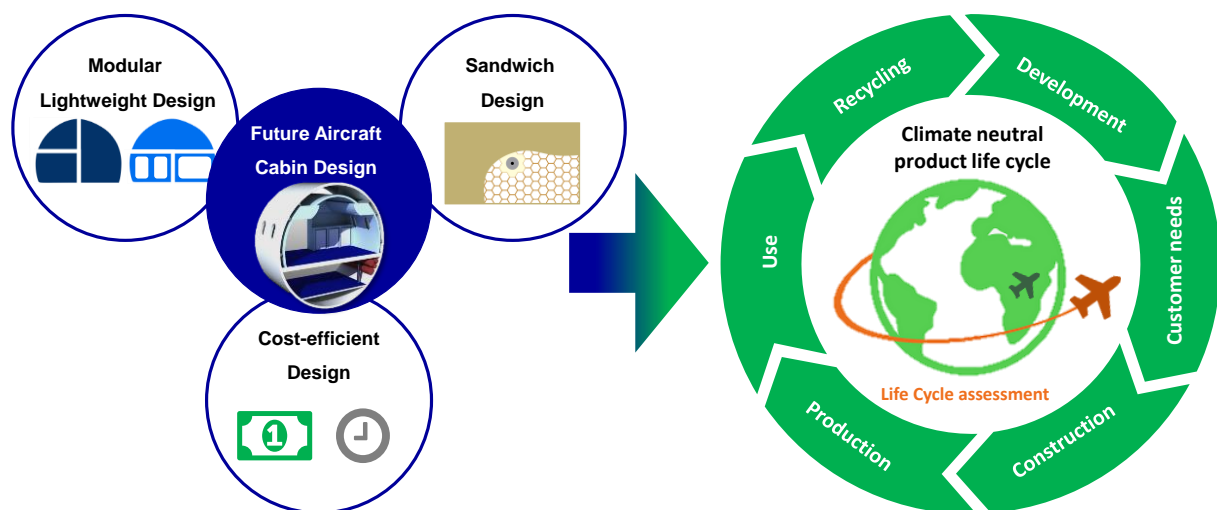 Modular
Lightweight Design
Sandwich
Design
Future Aircraft
Cabin Design
Cost-efficient
Design
1
Climate neutral
product life cycle
Life Cycle assessment
Development
Customer needs
Construction
Production
Use
Recycling